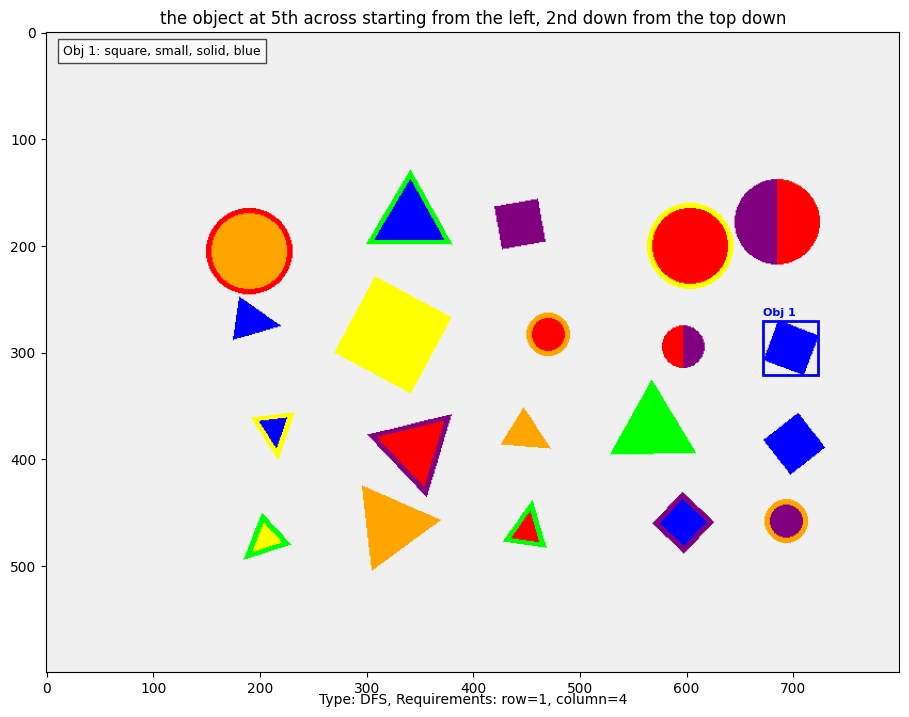 the object at 5th across starting from the left, 2nd down from the top down
Obj 1: square, small, solid, blue
0
100
200
Obj 1
300
400
500
0 100 200 300 400 500 600 700
Type: DFS, Requirements: row=1, column=4